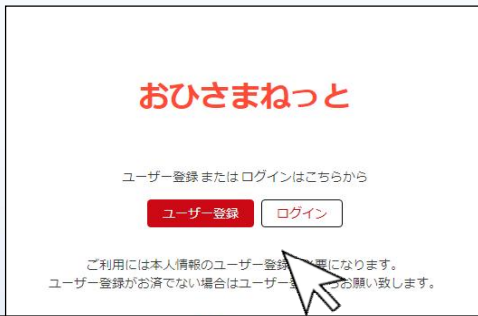 おひさまねっと
ユーザー登録 または ログインはこちらから
ユーザー登録
ログイン
ご利用には本人情報のユーザー登録 要になります。
ユーザー登録がお済でない場合はユーザー らお願い致します。